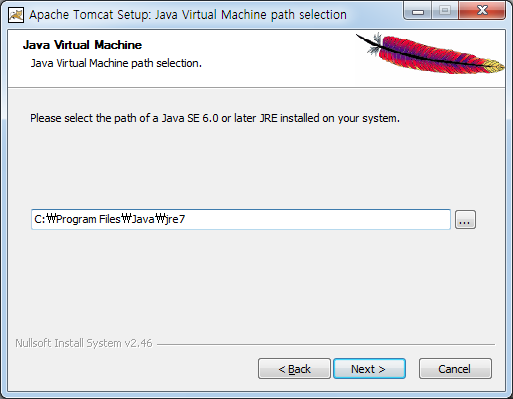 Apache Tomcat Setup: Java Virtual Machine path selection
Java Virtual Machine
Java Virtual Machine path selection.
Please select the path of a Java SE 6.0 or later JRE installed on your system.
C:₩Program Files₩Java₩jre7
...
Nullsoft Install System v2.46
< Back
Next >
Cancel